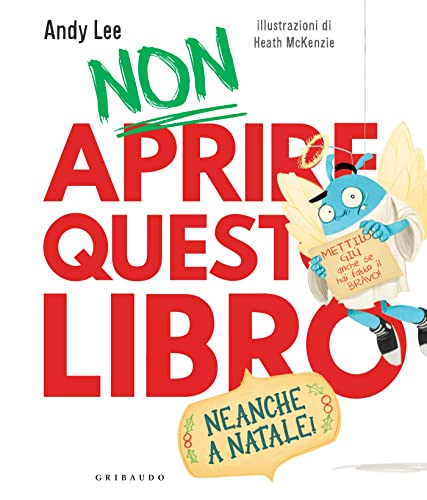 Andy Lee
illustrazioni di
Heath McKenzie
NON
APRIRE
QUESTO
LIBRO
METTILO
GIÙ
anche se
hai fatto il
BRAVO!
NEANCHE
A NATALE!
GRIBAUDO